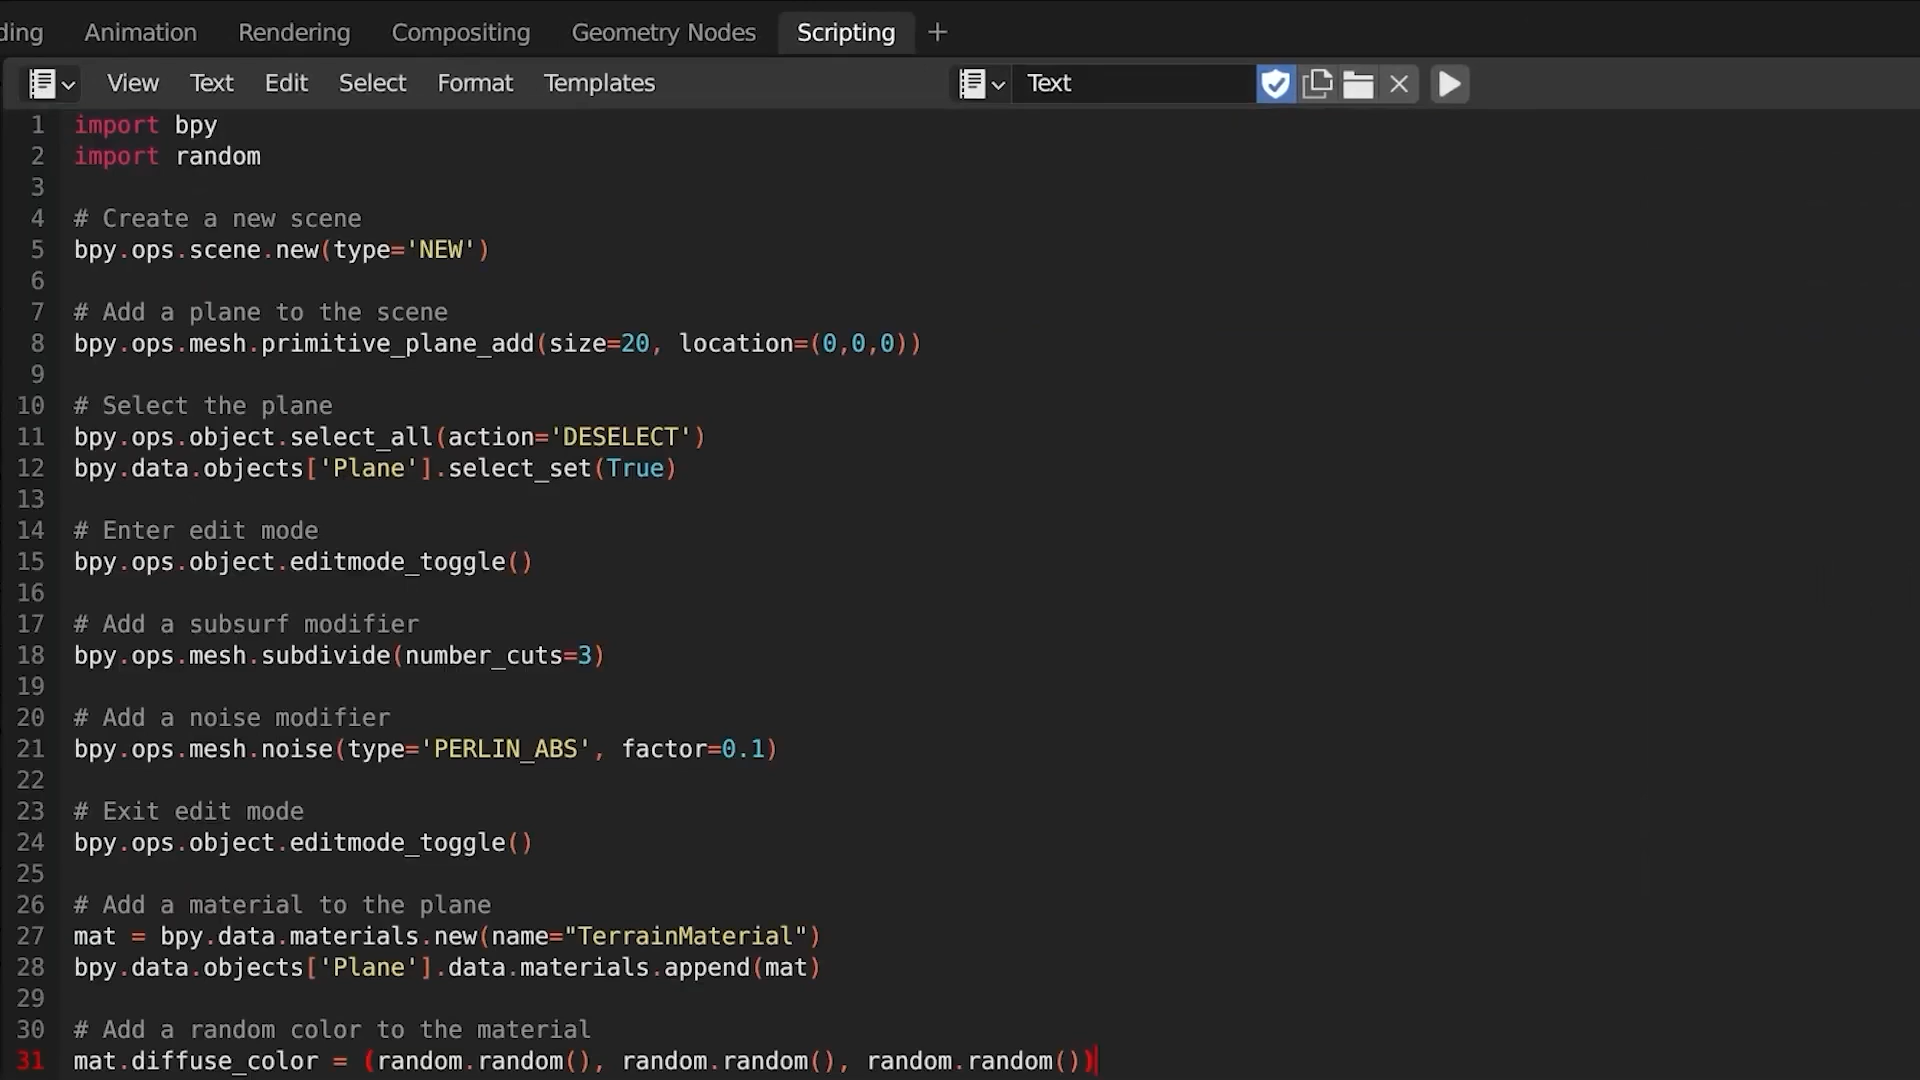 ding Animation Rendering Compositing Geometry Nodes Scripting +
View Text Edit Select Format Templates Text
1 import bpy
2 import random
3
4 # Create a new scene
5 bpy.ops.scene.new(type='NEW')
6
7 # Add a plane to the scene
8 bpy.ops.mesh.primitive_plane_add(size=20, location=(0,0,0))
9
10 # Select the plane
11 bpy.ops.object.select_all(action='DESELECT')
12 bpy.data.objects['Plane'].select_set(True)
13
14 # Enter edit mode
15 bpy.ops.object.editmode_toggle()
16
17 # Add a subsurf modifier
18 bpy.ops.mesh.subdivide(number_cuts=3)
19
20 # Add a noise modifier
21 bpy.ops.mesh.noise(type='PERLIN_ABS', factor=0.1)
22
23 # Exit edit mode
24 bpy.ops.object.editmode_toggle()
25
26 # Add a material to the plane
27 mat = bpy.data.materials.new(name="TerrainMaterial")
28 bpy.data.objects['Plane'].data.materials.append(mat)
29
30 # Add a random color to the material
31 mat.diffuse_color = (random.random(), random.random(), random.random())